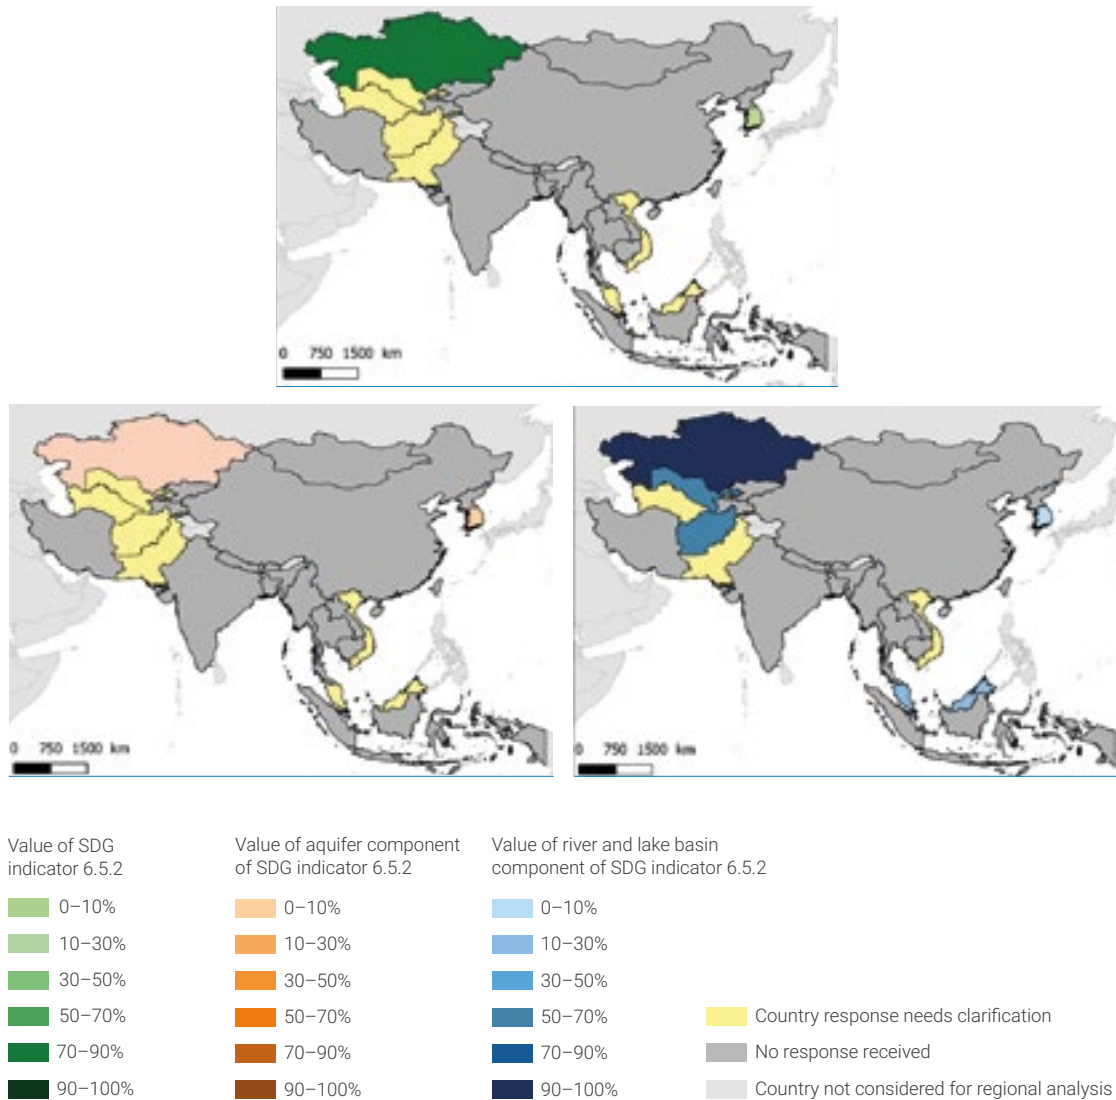 0 750 1500 km
0 750 1500 km
0 750 1500 km
Value of SDG
indicator 6.5.2
0–10%
10–30%
30–50%
50–70%
70–90%
90–100%
Value of aquifer component
of SDG indicator 6.5.2
0–10%
10–30%
30–50%
50–70%
70–90%
90–100%
Value of river and lake basin
component of SDG indicator 6.5.2
0–10%
10–30%
30–50%
50–70%
70–90%
90–100%
Country response needs clarification
No response received
Country not considered for regional analysis